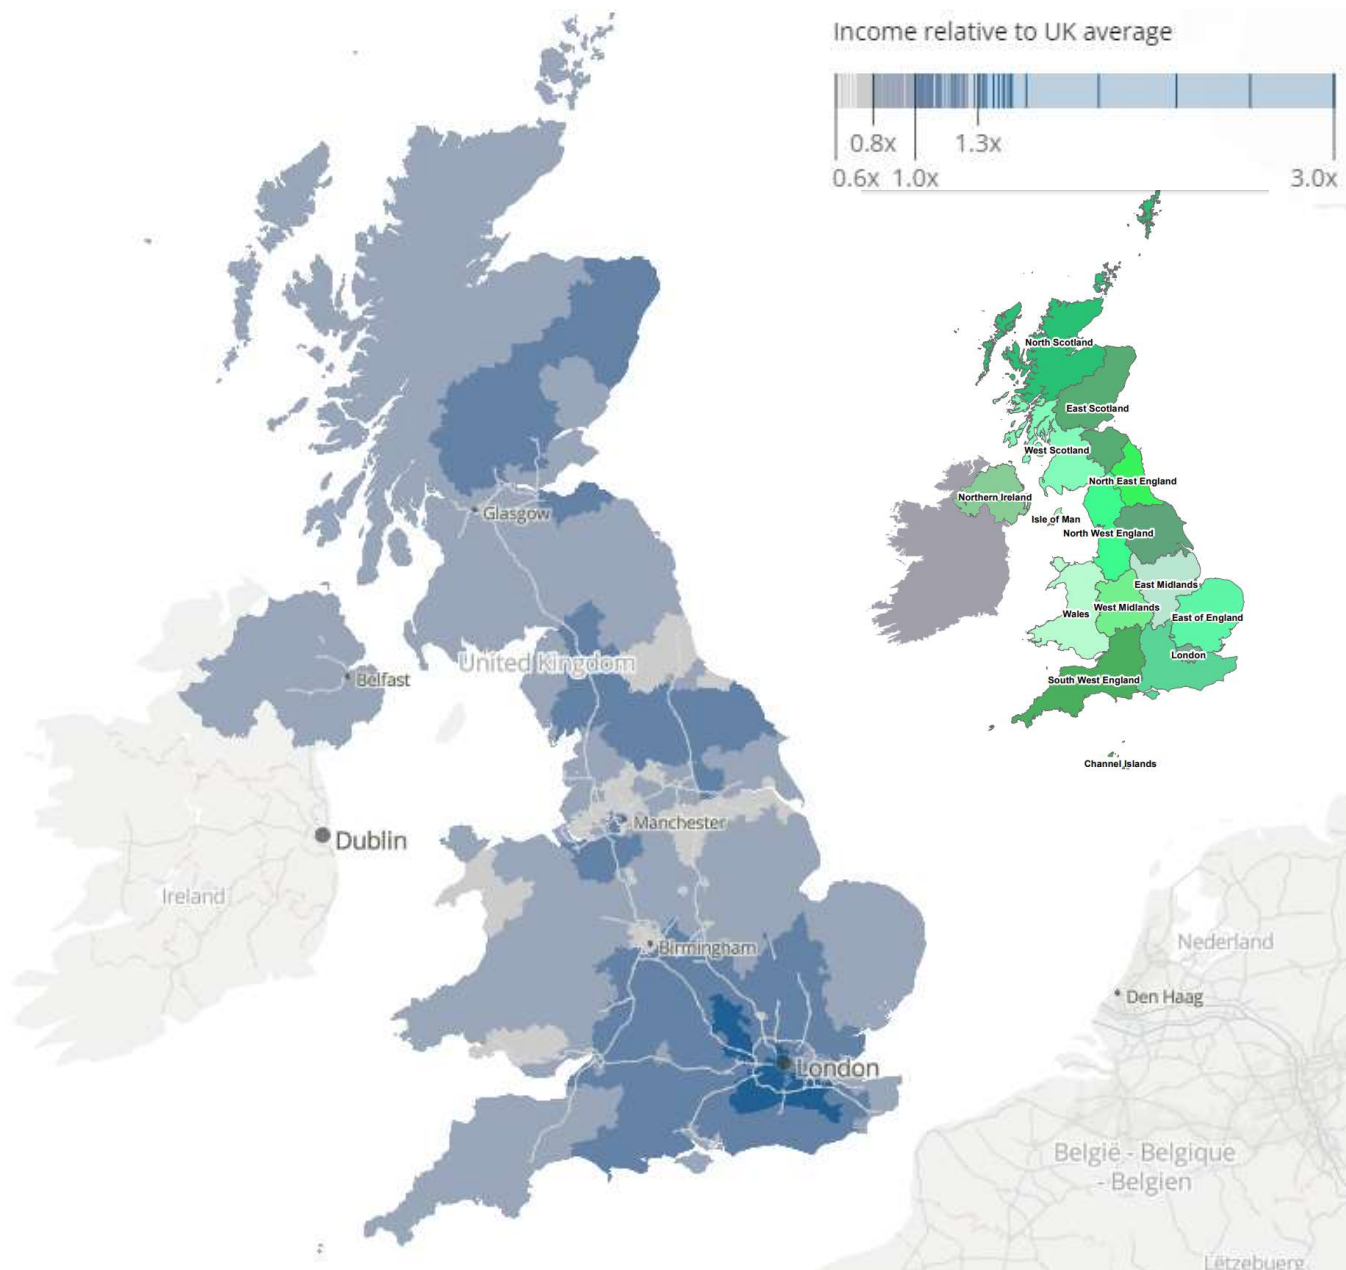 Income relative to UK average
0.8x
1.3x
0.6x 1.0x
3.0x
North Scotland
East Scotland
West Scotland
North East England
Northern Ireland
Isle of Man
North West England
East Midlands
West Midlands
Wales
East of England
London
South West England
Channel Islands
Glasgow
United Kingdom
Belfast
Manchester
Dublin
Ireland
Birmingham
Nederland
Den Haag
London
België - Belgique
- Belgien
Lëtzebuerg